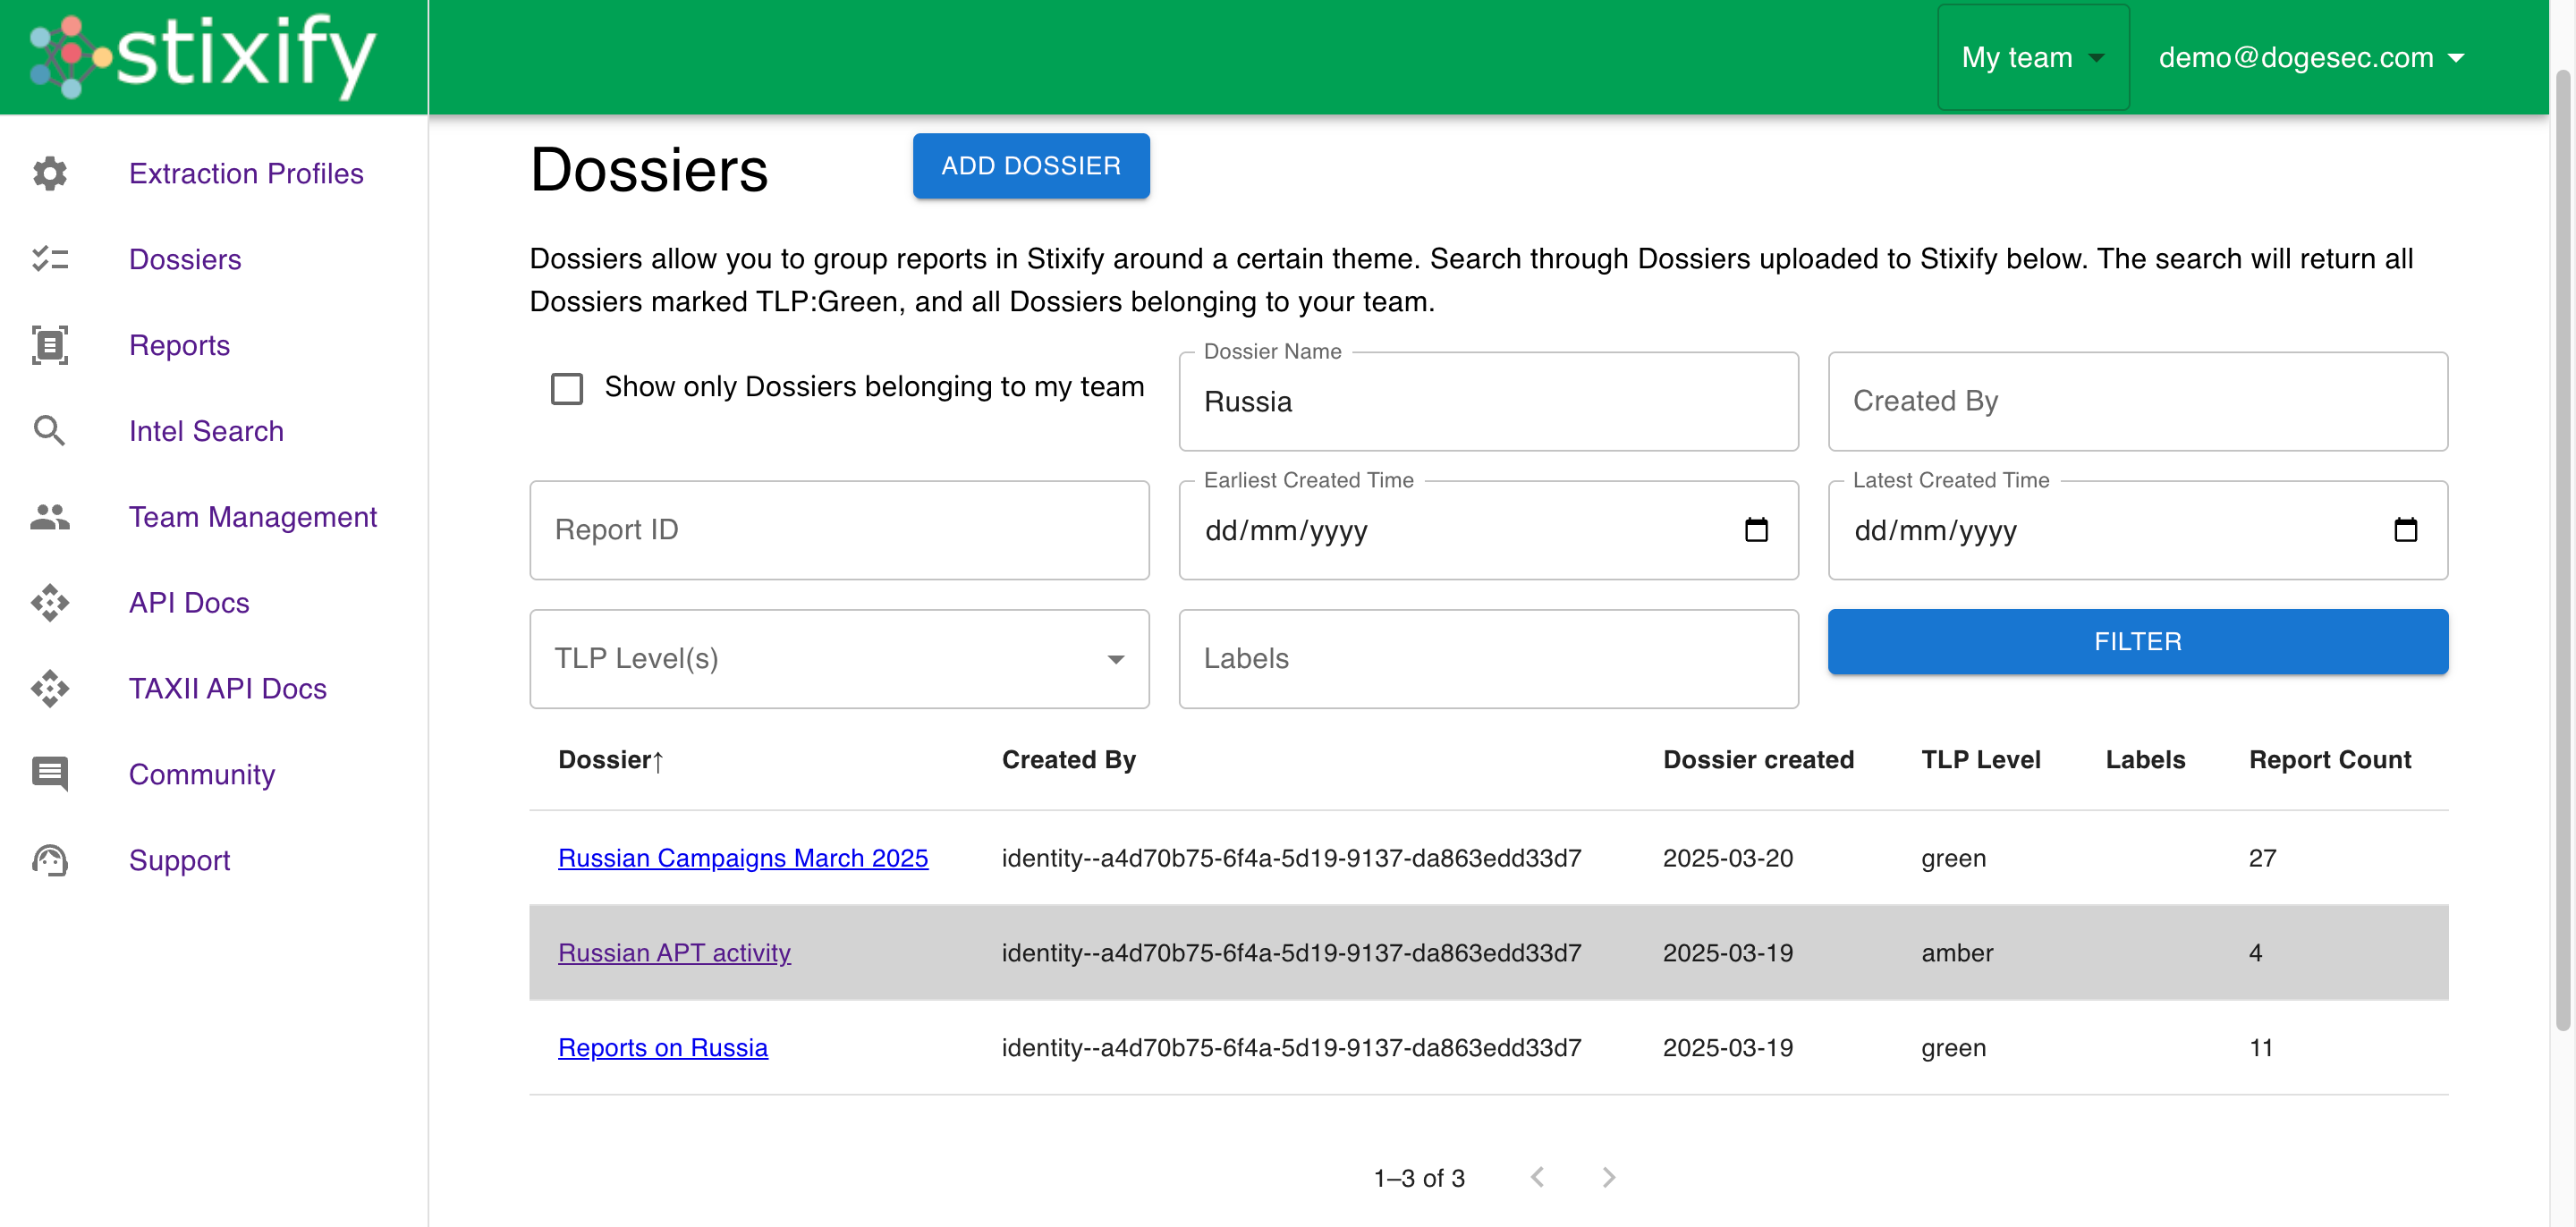 stixify
My team
demo@dogesec.com
Extraction Profiles
Dossiers
Reports
Intel Search
Team Management
API Docs
TAXII API Docs
Community
Support
Dossiers
ADD DOSSIER
Dossiers allow you to group reports in Stixify around a certain theme. Search through Dossiers uploaded to Stixify below. The search will return all
Dossiers marked TLP:Green, and all Dossiers belonging to your team.
Show only Dossiers belonging to my team
Dossier Name
Russia
Created By
Report ID
Earliest Created Time
dd/mm/yyyy
Latest Created Time
dd/mm/yyyy
TLP Level(s)
Labels
FILTER
Dossier↑ Created By Dossier created TLP Level Labels Report Count
Russian Campaigns March 2025 identity--a4d70b75-6f4a-5d19-9137-da863edd33d7 2025-03-20 green 27
Russian APT activity identity--a4d70b75-6f4a-5d19-9137-da863edd33d7 2025-03-19 amber 4
Reports on Russia identity--a4d70b75-6f4a-5d19-9137-da863edd33d7 2025-03-19 green 11
1–3 of 3